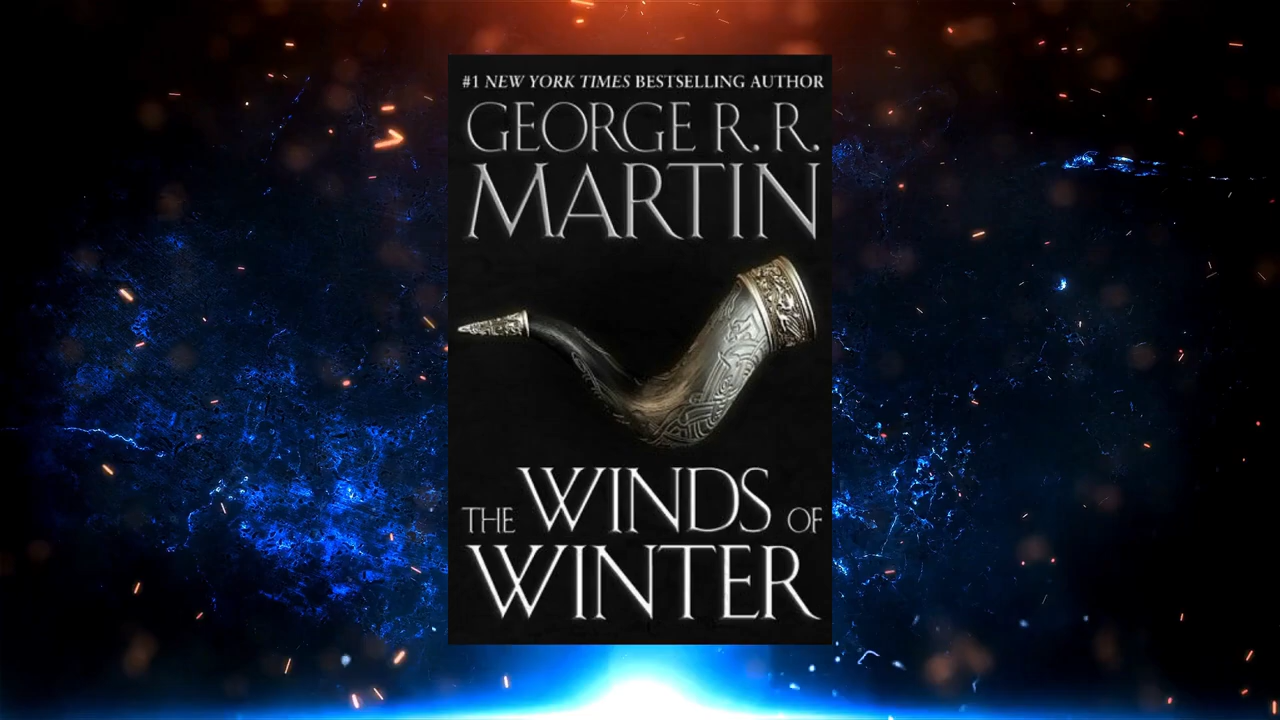 #1 NEW YORK TIMES BESTSELLING AUTHOR
GEORGE R. R.
MARTIN
THE WINDS OF
WINTER